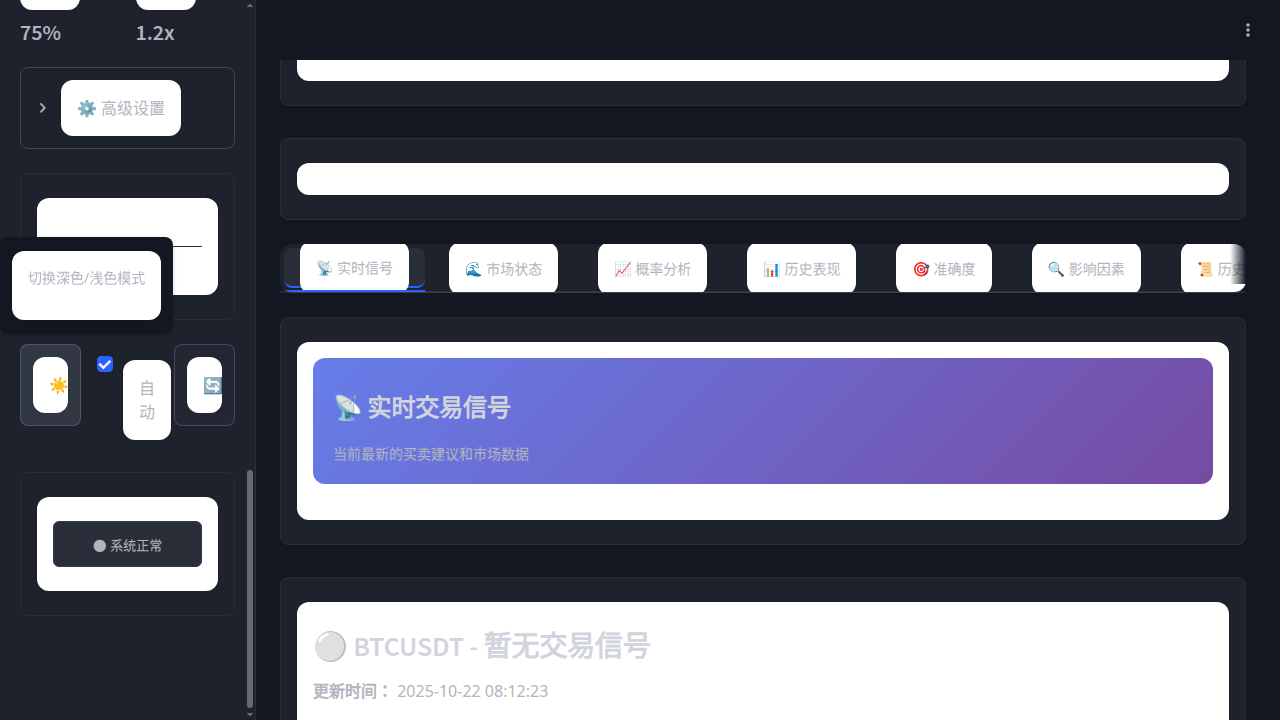 75%
1.2x
⚙️ 高级设置
切换深色/浅色模式
☀️
自
动
🔄
系统正常
📡 实时信号
🌊 市场状态
📈 概率分析
📊 历史表现
🎯 准确度
🔍 影响因素
📜 历史
📡 实时交易信号
当前最新的买卖建议和市场数据
⚪ BTCUSDT - 暂无交易信号
更新时间： 2025-10-22 08:12:23